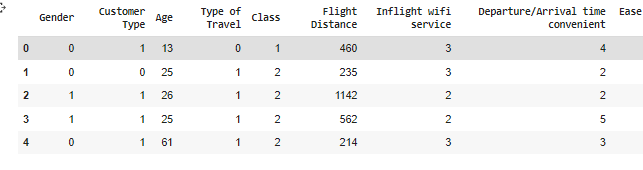 Gender Customer Type Age Type of Travel Class Flight Distance Inflight wifi service Departure/Arrival time convenient Ease
0 0 1 13 0 1 460 3 4
1 0 0 25 1 2 235 3 2
2 1 1 26 1 2 1142 2 2
3 1 1 25 1 2 562 2 5
4 0 1 61 1 2 214 3 3